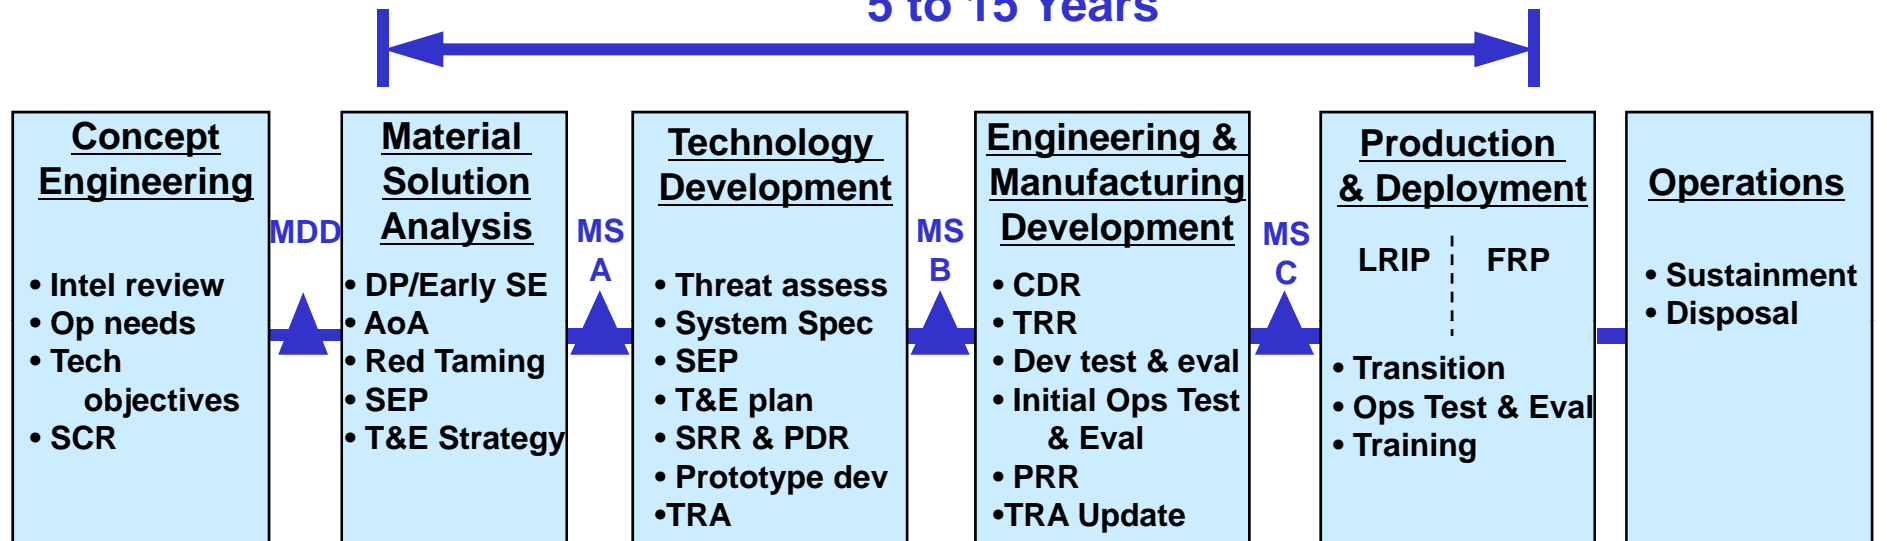 5 to 15 Years
Concept
Engineering
• Intel review
• Op needs
• Tech
objectives
• SCR
MDD
Material
Solution
Analysis
• DP/Early SE
• AoA
• Red Taming
• SEP
• T&E Strategy
MS
A
Technology
Development
• Threat assess
• System Spec
• SEP
• T&E plan
• SRR & PDR
• Prototype dev
•TRA
MS
B
Engineering &
Manufacturing
Development
• CDR
• TRR
• Dev test & eval
• Initial Ops Test
& Eval
• PRR
•TRA Update
MS
C
Production
& Deployment
LRIP FRP
• Transition
• Ops Test & Eval
• Training
Operations
• Sustainment
• Disposal